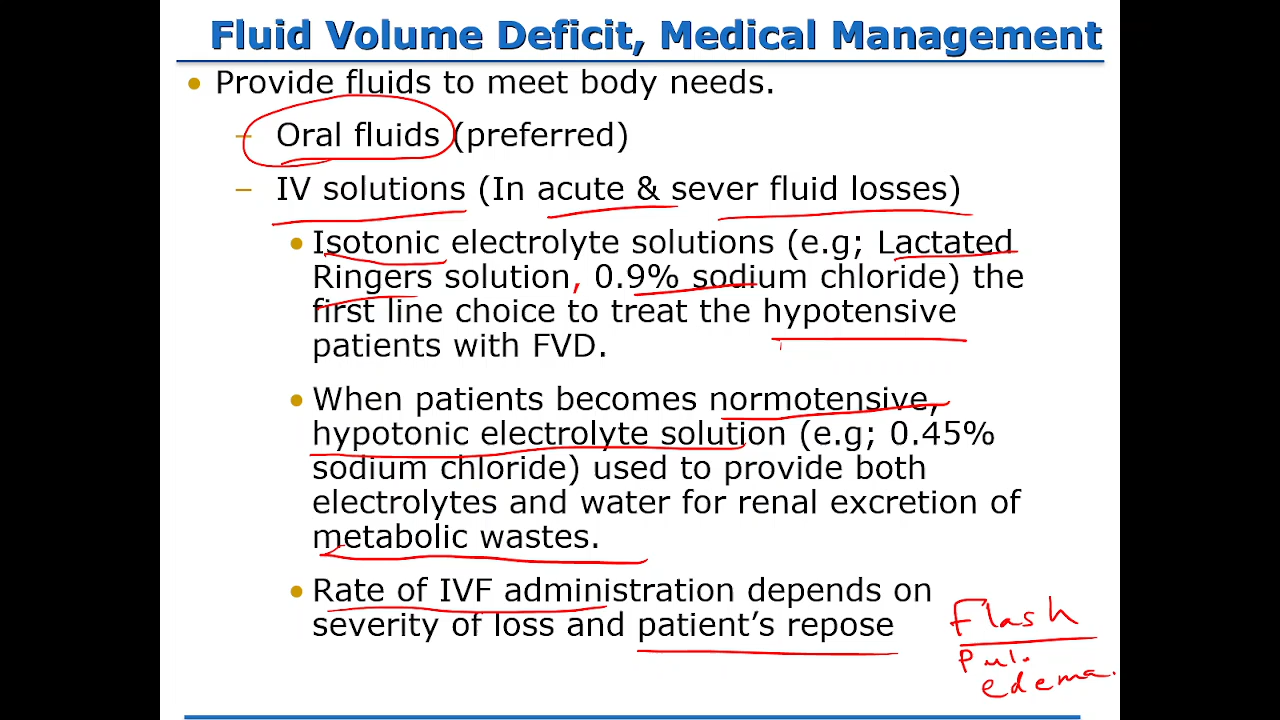 Fluid Volume Deficit, Medical Management
• Provide fluids to meet body needs.
– Oral fluids (preferred)
– IV solutions (In acute & sever fluid losses)
• Isotonic electrolyte solutions (e.g; Lactated
Ringers solution, 0.9% sodium chloride) the
first line choice to treat the hypotensive
patients with FVD.
• When patients becomes normotensive,
hypotonic electrolyte solution (e.g; 0.45%
sodium chloride) used to provide both
electrolytes and water for renal excretion of
metabolic wastes.
• Rate of IVF administration depends on
severity of loss and patient’s repose
Flash
Pul.
edema.